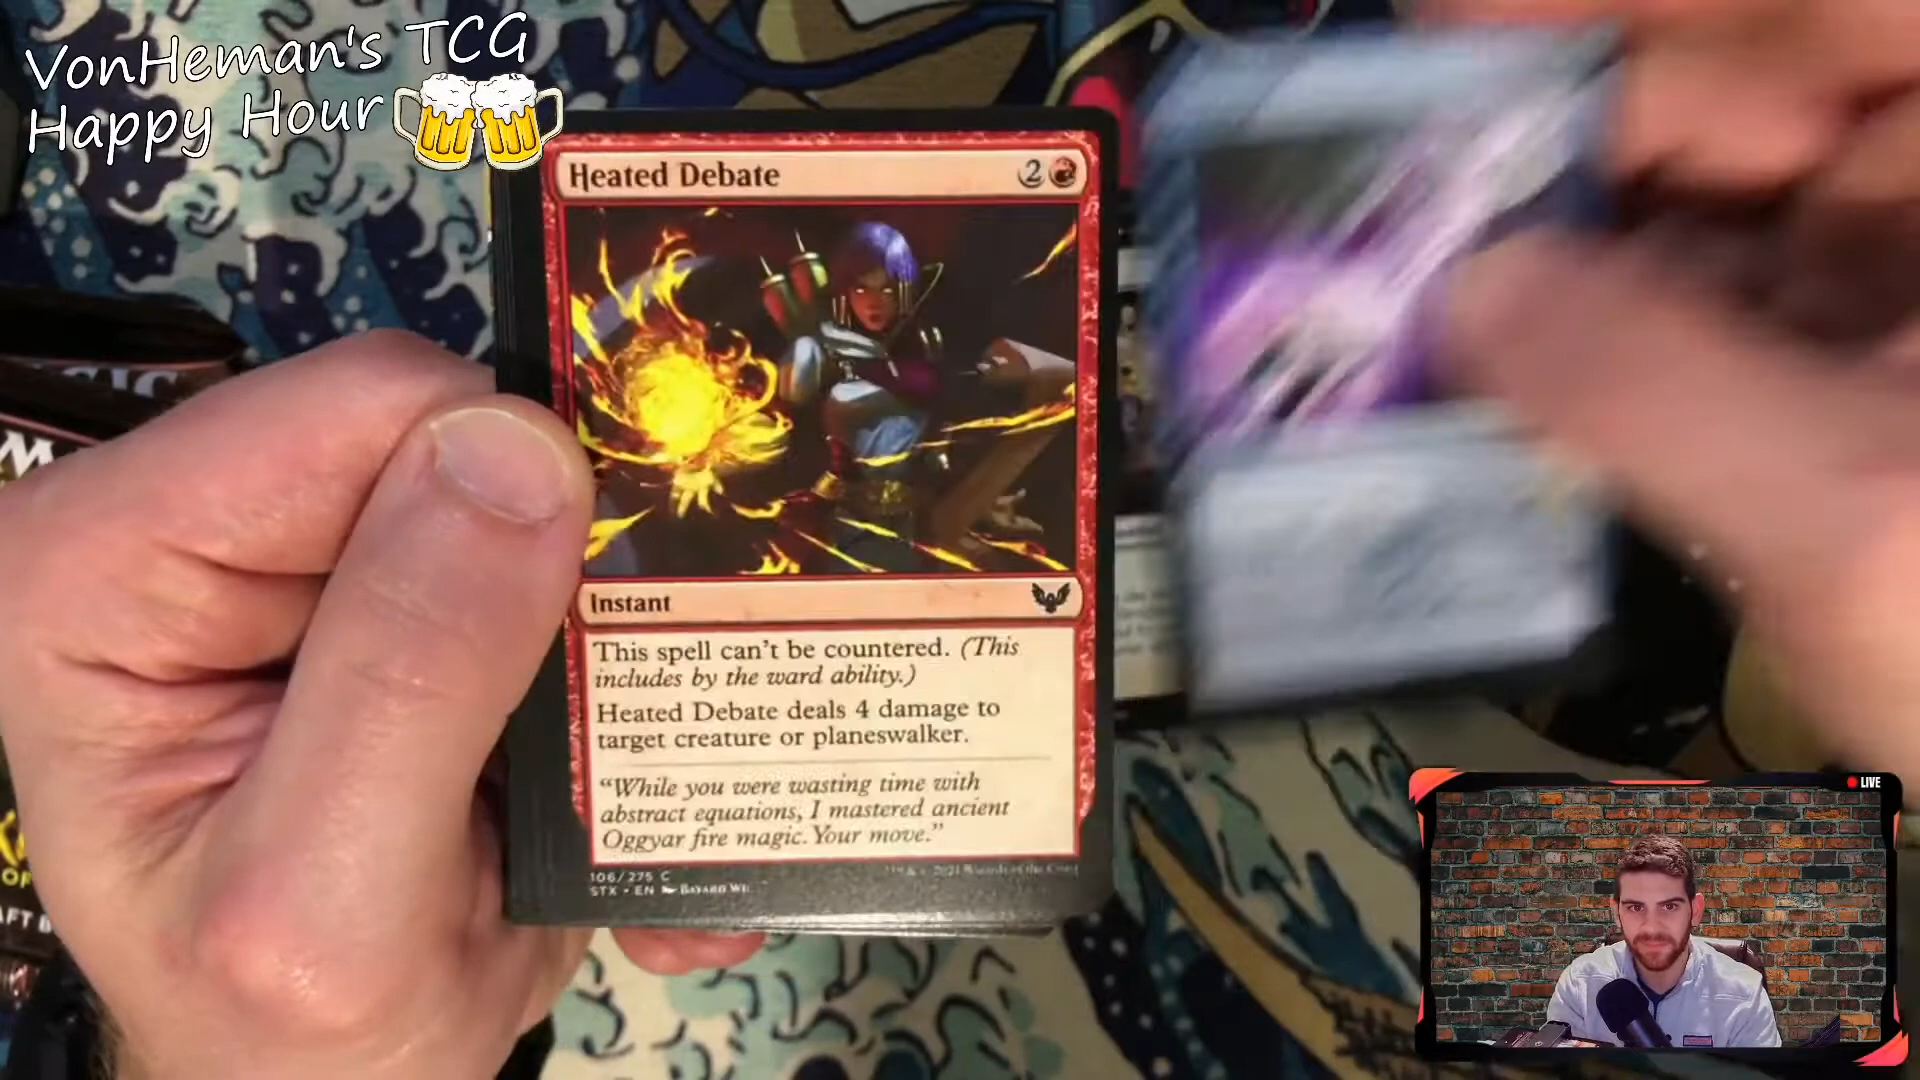 VonHeman's TCG
Happy Hour
Heated Debate 2
Instant
This spell can't be countered. (This
includes by the ward ability.)
Heated Debate deals 4 damage to
target creature or planeswalker.
“While you were wasting time with
abstract equations, I mastered ancient
Oggyar fire magic. Your move.”
106/275 C
STX • EN
LIVE